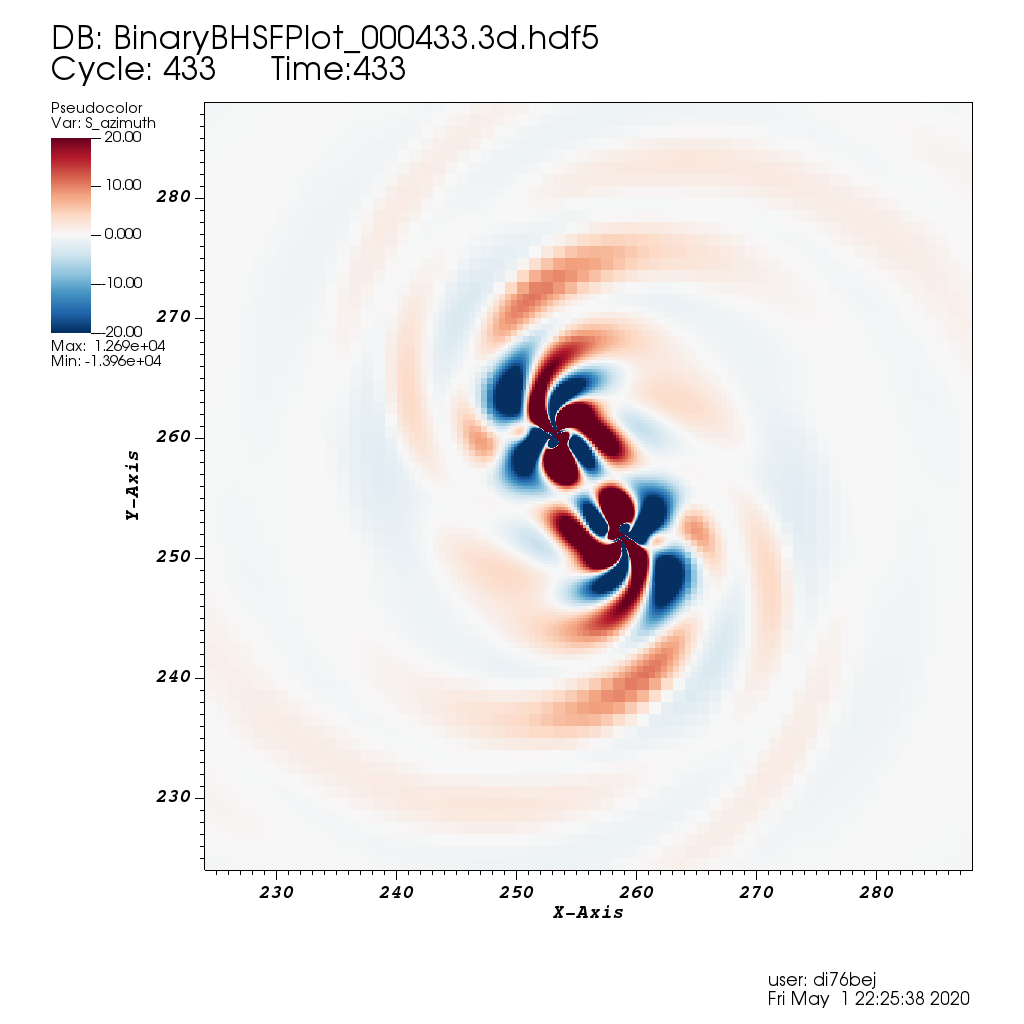 DB: BinaryBHSFPlot_000433.3d.hdf5
Cycle: 433 Time:433
Pseudocolor
Var: S_azimuth
20.00
10.00
0.000
-10.00
-20.00
Max: 1.269e+04
Min: -1.396e+04
280
270
260
250
240
230
Y-Axis
230 240 250 260 270 280
X-Axis
user: di76bej
Fri May 1 22:25:38 2020